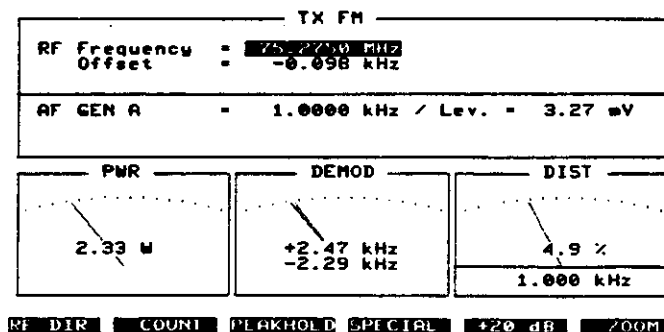 TX FM
RF Frequency = 75.2750 MHz
Offset = -0.098 kHz
AF GEN A = 1.0000 kHz / Lev. = 3.27 mV
PWR DEMOD DIST
2.33 W +2.47 kHz 4.9 %
-2.29 kHz
1.000 kHz
RF DIR COUNT PEAKHOLD SPECIAL +20 dB ZOOM